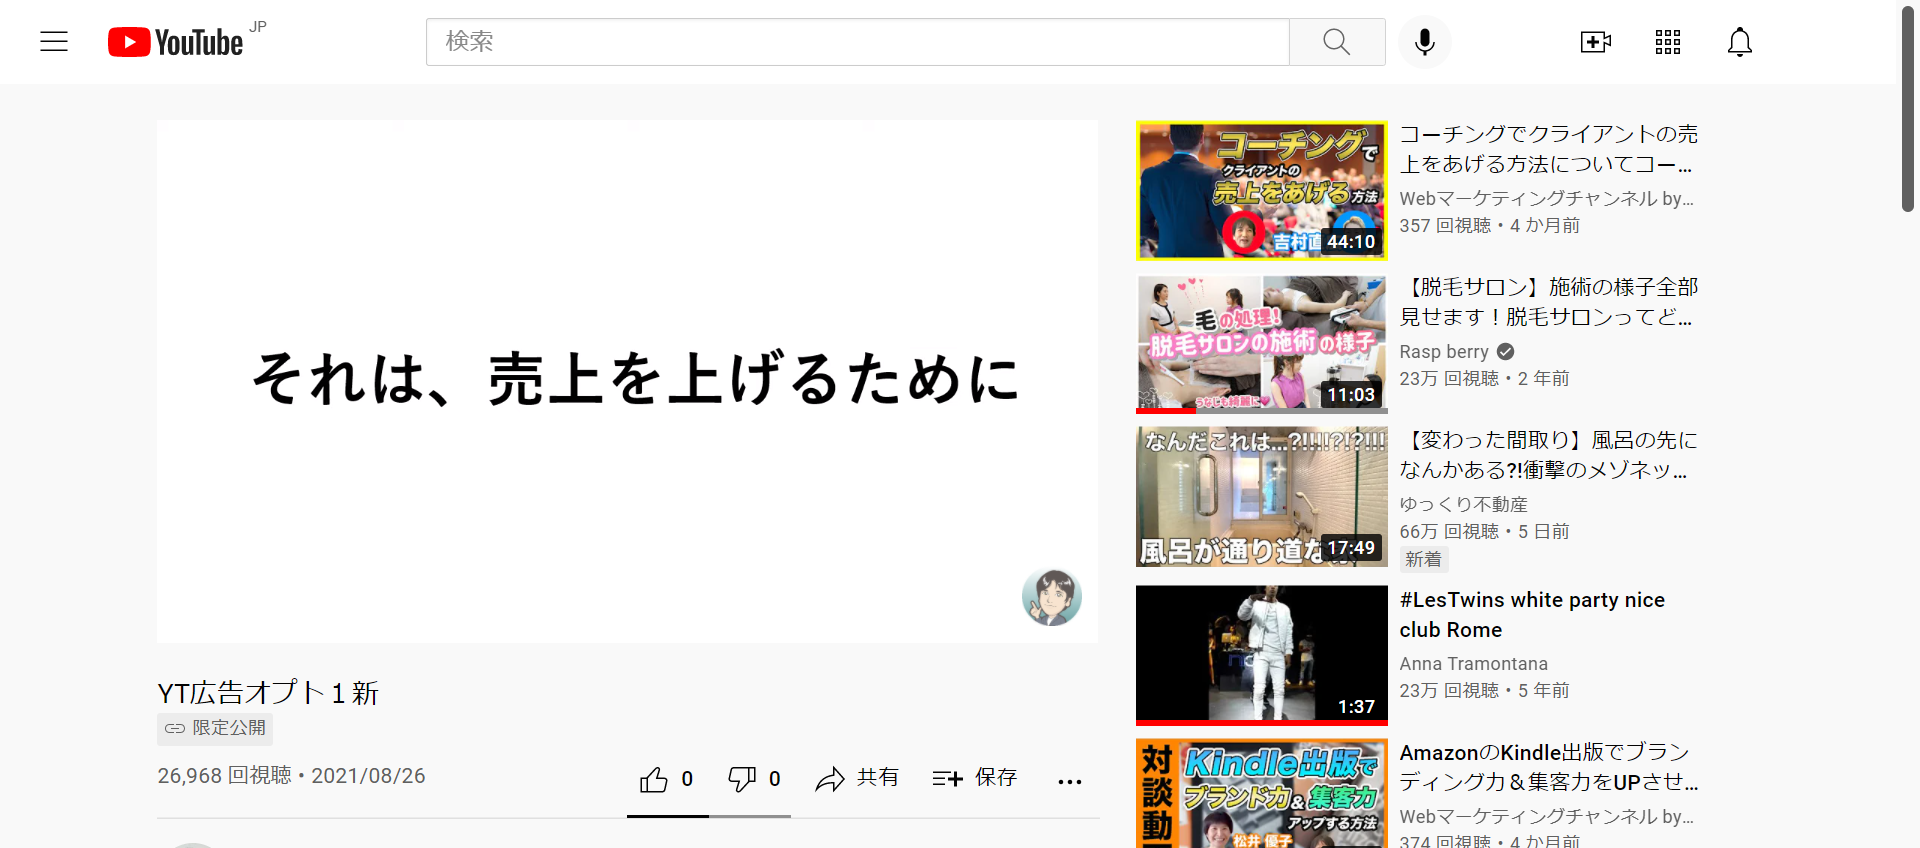 YouTube JP
検索
それは、売上を上げるために
YT広告オプト１新
限定公開
26,968 回視聴・2021/08/26
0
0
共有
保存
コーチングで
クライアントの
売上をあげる方法
吉村直
44:10
コーチングでクライアントの売
上をあげる方法についてコー...
Webマーケティングチャンネル by...
357 回視聴・4 か月前
毛の処理!
脱毛サロンの施術の様子
うなじも綺麗に
11:03
【脱毛サロン】施術の様子全部
見せます！脱毛サロンってど...
Rasp berry
23万 回視聴・2 年前
なんだこれは...?!!!!?!?!!!
風呂が通り道な
17:49
【変わった間取り】風呂の先に
なんかある?!衝撃のメゾネッ...
ゆっくり不動産
66万 回視聴・5 日前
新着
1:37
#LesTwins white party nice
club Rome
Anna Tramontana
23万 回視聴・5 年前
対談動
Kindle出版で
ブランドカ&集客力
アップする方法
松井 優子
AmazonのKindle出版でブラン
ディング力＆集客力をUPさせ...
Webマーケティングチャンネル by...
374 回視聴・4 か月前